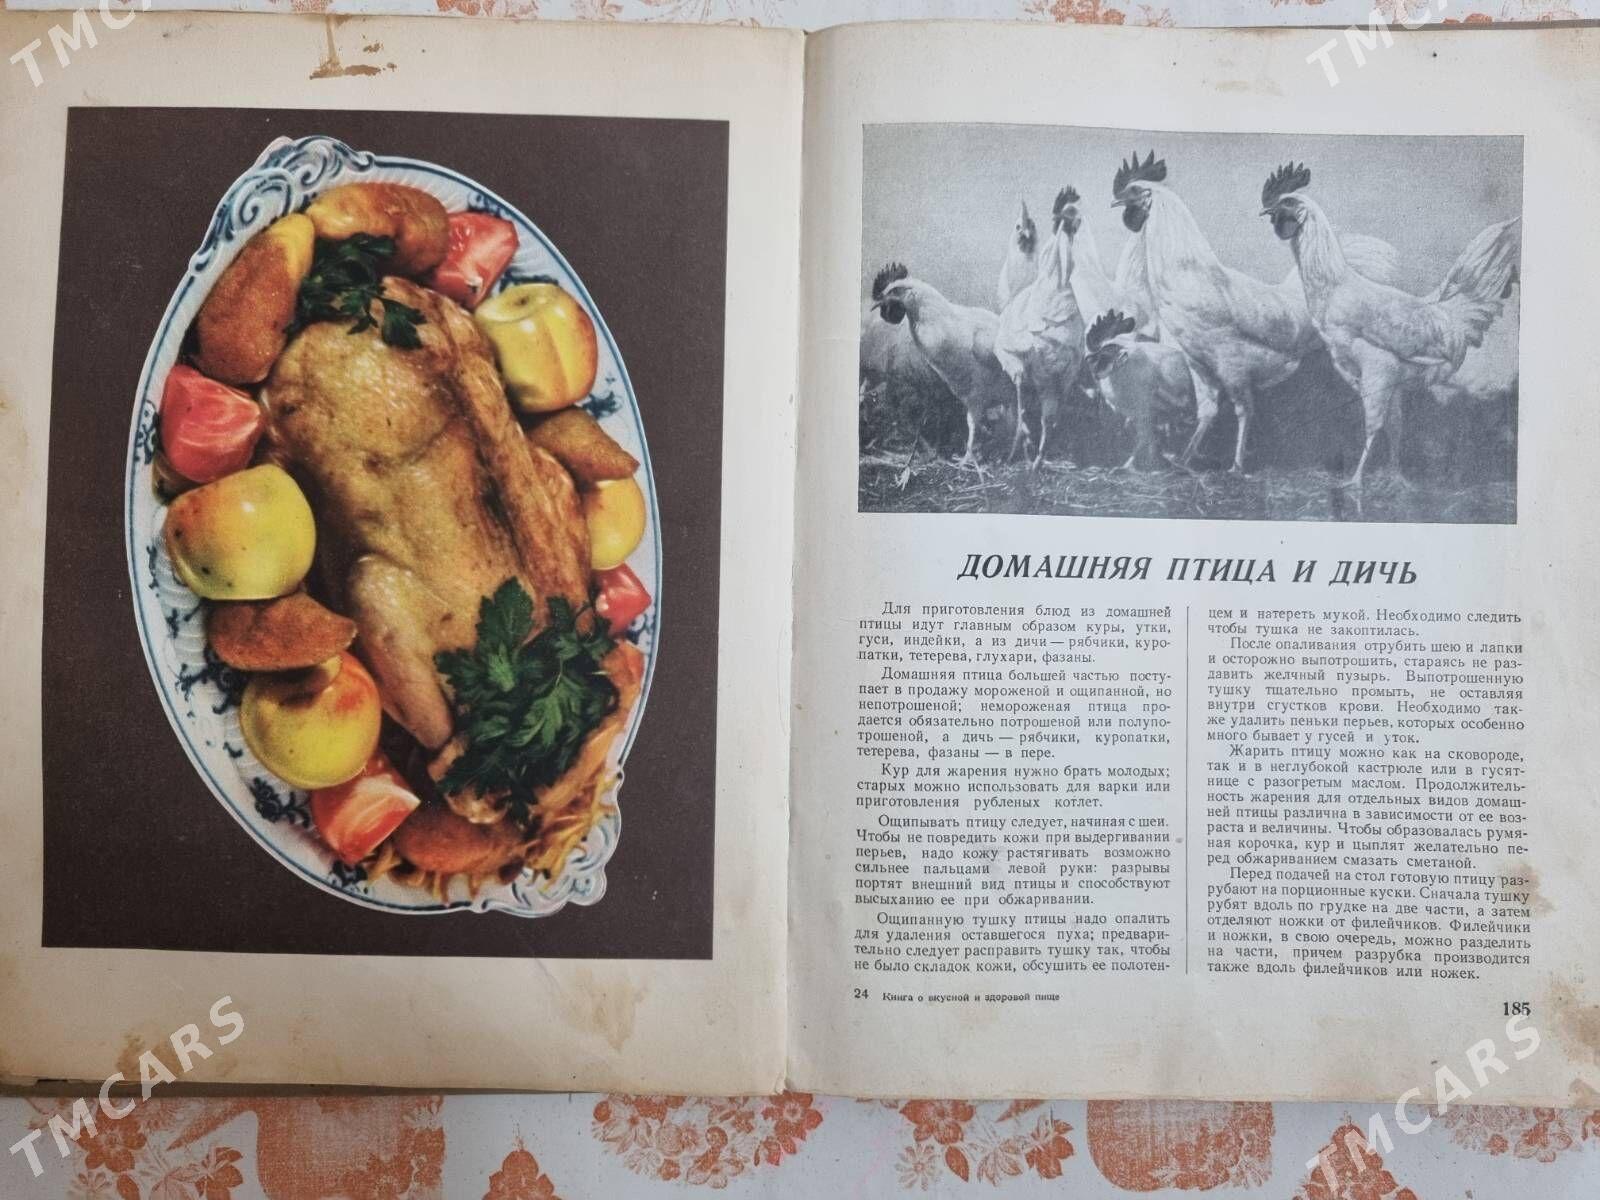 TMCARS
TMCARS
ДОМАШНЯЯ ПТИЦА И ДИЧЬ
Для приготовления блюд из домашней
птицы идут главным образом куры, утки,
гуси, индейки, а из дичи — рябчики, куро-
патки, тетерева, глухари, фазаны.
Домашняя птица большей частью посту-
пает в продажу мороженой и ощипанной, но
непотрошеной; немороженая птица про-
дается обязательно потрошеной или полупо-
трошеной, а дичь — рябчики, куропатки,
тетерева, фазаны — в пере.
Кур для жарения нужно брать молодых;
старых можно использовать для варки или
приготовления рубленых котлет.
Ощипывать птицу следует, начиная с шеи.
Чтобы не повредить кожи при выдергивании
перьев, надо кожу растягивать возможно
сильнее пальцами левой руки: разрывы
портят внешний вид птицы и способствуют
высыханию ее при обжаривании.
Ощипанную тушку птицы надо опалить
для удаления оставшегося пуха; предвари-
тельно следует расправить тушку так, чтобы
не было складок кожи, обсушить ее полотен-
цем и натереть мукой. Необходимо следить
чтобы тушка не закоптилась.
После опаливания отрубить шею и лапки
и осторожно выпотрошить, стараясь не раз-
давить желчный пузырь. Выпотрошенную
тушку тщательно промыть, не оставляя
внутри сгустков крови. Необходимо так-
же удалить пеньки перьев, которых особенно
много бывает у гусей и уток.
Жарить птицу можно как на сковороде,
так и в неглубокой кастрюле или в гусят-
нице с разогретым маслом. Продолжитель-
ность жарения для отдельных видов домаш-
ней птицы различна в зависимости от ее воз-
раста и величины. Чтобы образовалась румя-
ная корочка, кур и цыплят желательно пе-
ред обжариванием смазать сметаной.
Перед подачей на стол готовую птицу раз-
рубают на порционные куски. Сначала тушку
рубят вдоль по грудке на две части, а затем
отделяют ножки от филейчиков. Филейчики
и ножки, в свою очередь, можно разделить
на части, причем разрубка производится
также вдоль филейчиков или ножек.
24 Книга о вкусной и здоровой пище
185
TMCARS
TMCARS
TMCARS
TMCARS